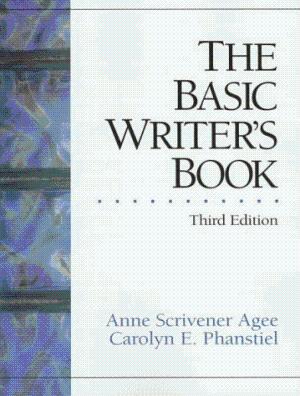 THE
BASIC
WRITER'S
BOOK
Third Edition
Anne Scrivener Agee
Carolyn E. Phanstiel